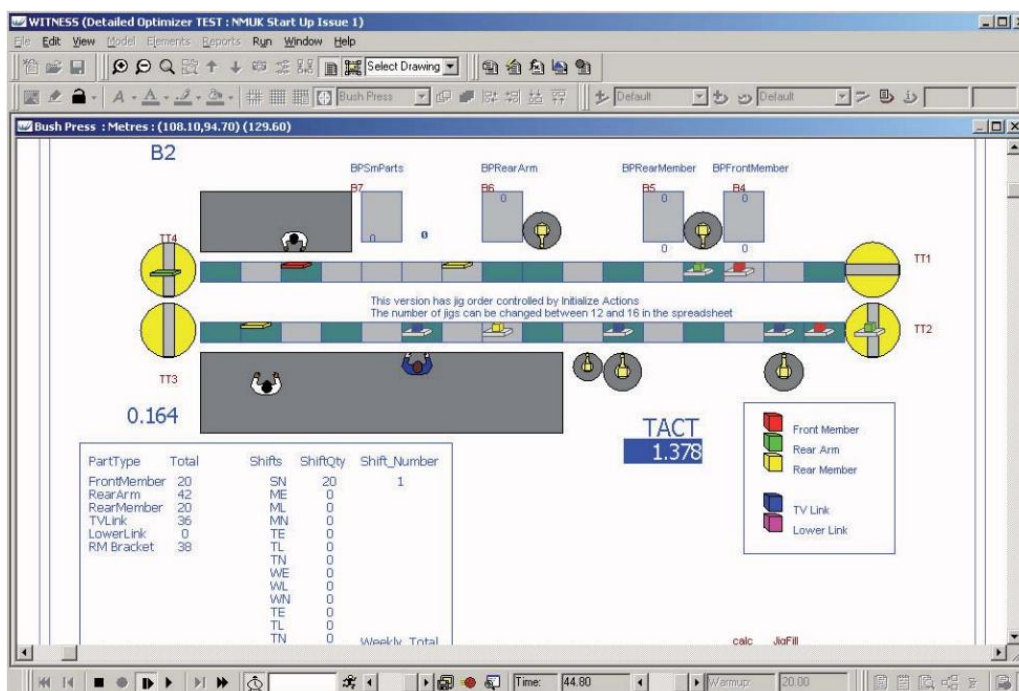 WITNESS (Detailed Optimizer TEST : NMUK Start Up Issue 1)
File Edit View Model Elements Reports Run Window Help
Select Drawing
Bush Press Default Default
Bush Press : Metres : (108.10,94.70) (129.60)
B2
BPSmParts BPRearArm BPRearMember BPFrontMember
B7 B6 B5 B4
0 0 0
0 0 0 0
TT4
TT1
This version has jig order controlled by Initialize Actions
The number of jigs can be changed between 12 and 16 in the spreadsheet
TT2
TT3
0.164
TACT
1.378
Front Member
Rear Arm
Rear Member
TV Link
Lower Link
PartType Total Shifts ShiftQty Shift_Number
FrontMember 20 SN 20 1
RearArm 42 ME 0
RearMember 20 ML 0
TVLink 36 MN 0
LowerLink 0 TE 0
RM Bracket 38 TL 0
TN 0
WE 0
WL 0
WN 0
TE 0
TL 0
TN 0 Weekly Total
calc JigFill
Time: 44.80 Warmup: 20.00